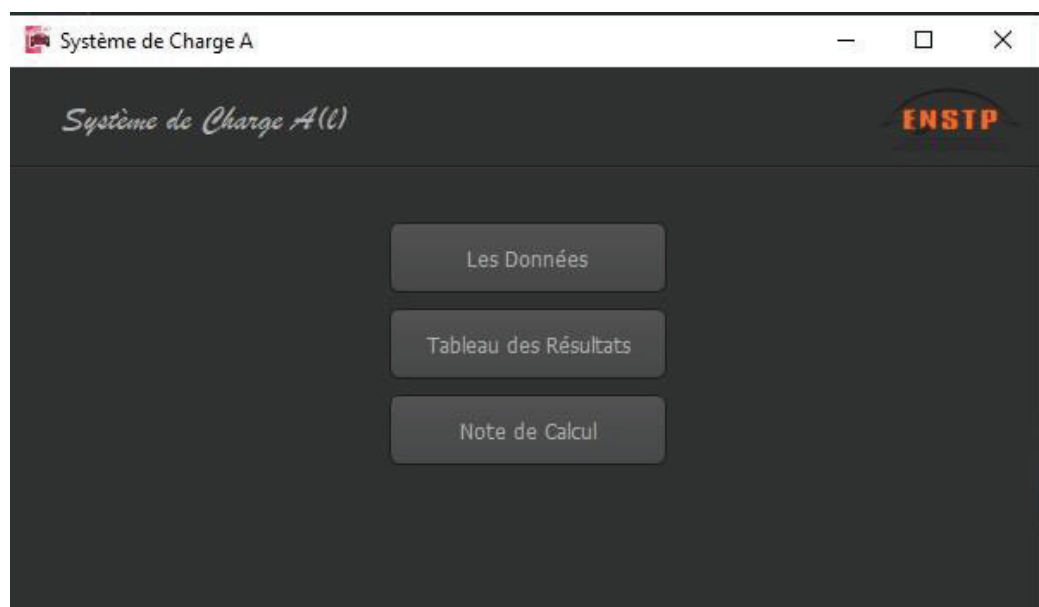 Système de Charge A
Système de Charge A(l)
ENSTP
Les Données
Tableau des Résultats
Note de Calcul